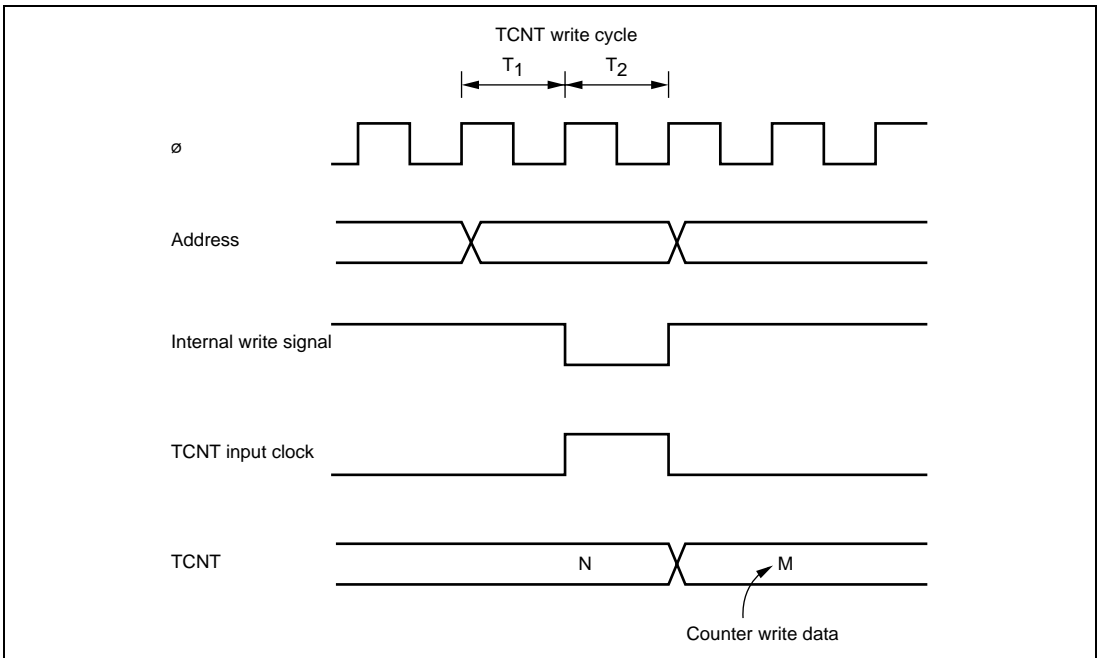 TCNT write cycle
T1 T2
ø
Address
Internal write signal
TCNT input clock
TCNT N M
Counter write data